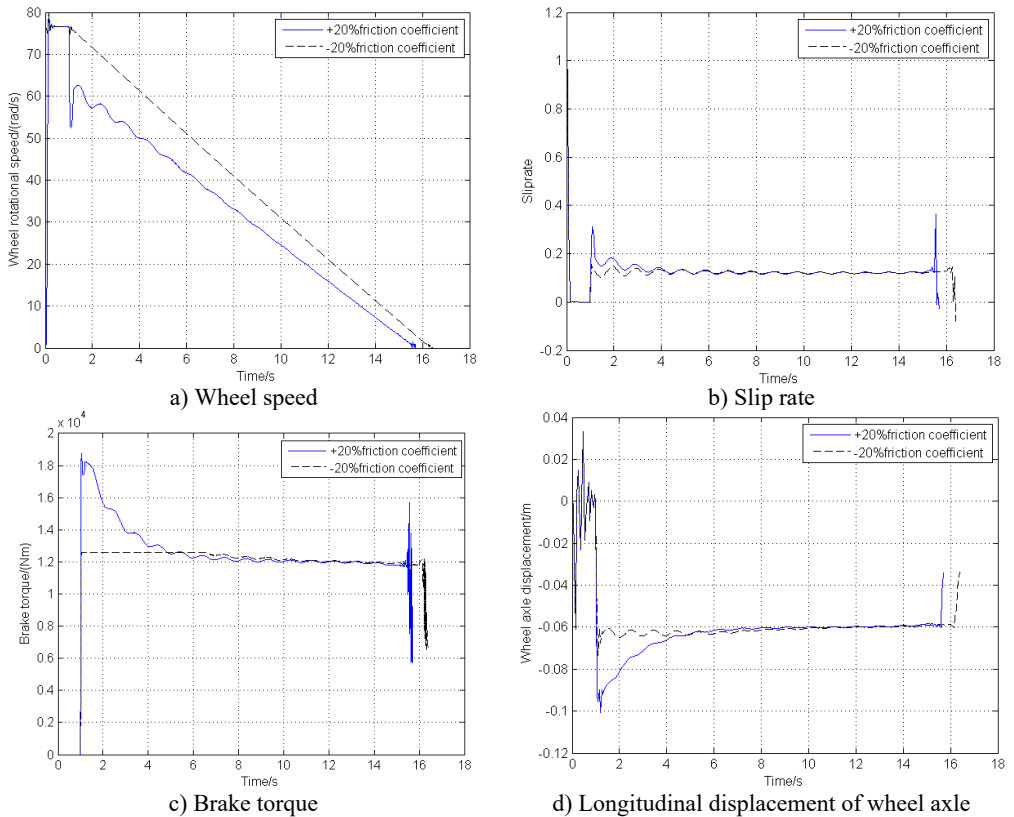 +20%friction coefficient
-20%friction coefficient
80
70
60
50
40
30
20
10
0
Wheel rotational speed/(rad/s)
0 2 4 6 8 10 12 14 16 18
Time/s
a) Wheel speed
+20%friction coefficient
-20%friction coefficient
1.2
1
0.8
0.6
0.4
0.2
0
-0.2
Sliprate
0 2 4 6 8 10 12 14 16 18
Time/s
b) Slip rate
× 10⁴
+20%friction coefficient
-20%friction coefficient
2
1.8
1.6
1.4
1.2
1
0.8
0.6
0.4
0.2
0
Brake torque/(Nm)
0 2 4 6 8 10 12 14 16 18
Time/s
c) Brake torque
+20%friction coefficient
-20%friction coefficient
0.04
0.02
0
-0.02
-0.04
-0.06
-0.08
-0.1
-0.12
Wheel axle displacement/m
0 2 4 6 8 10 12 14 16 18
Time/s
d) Longitudinal displacement of wheel axle